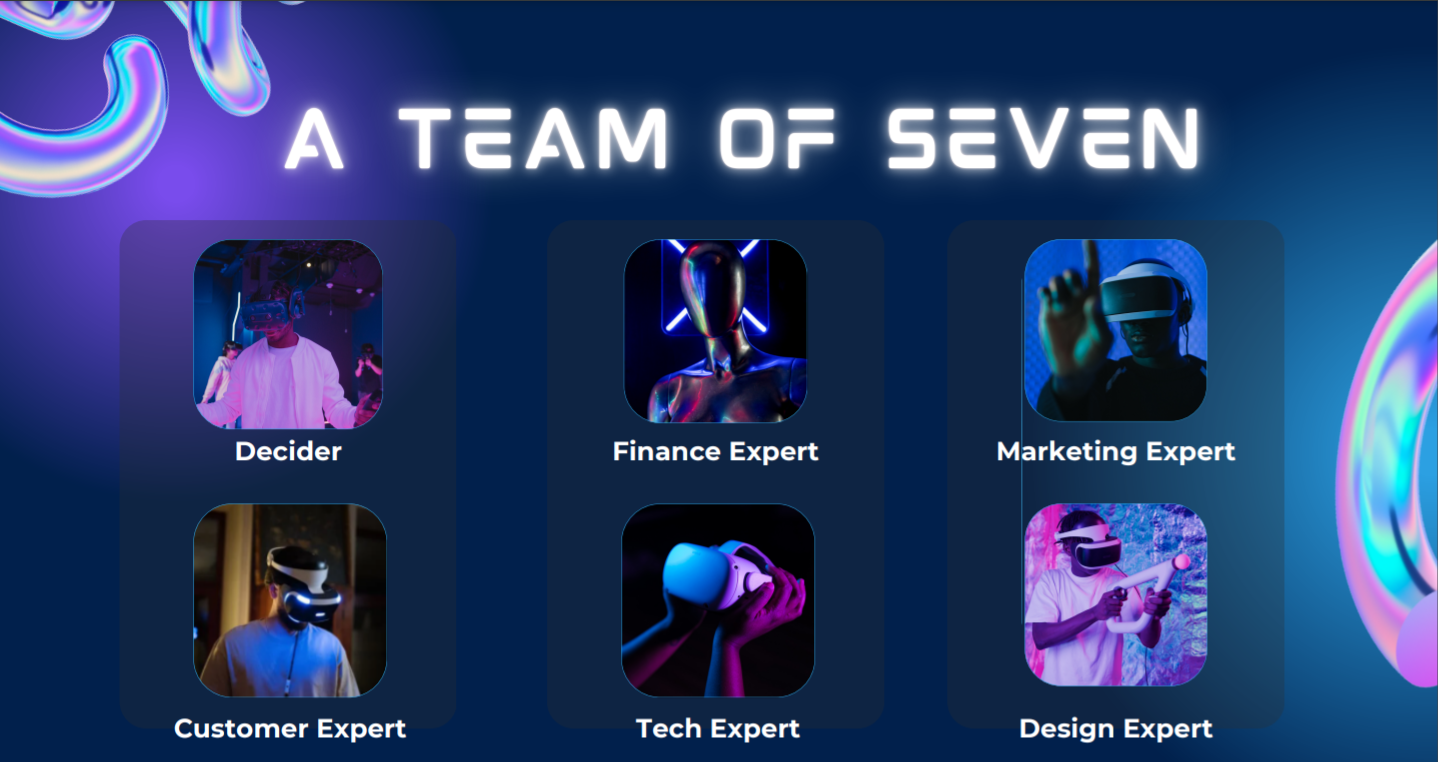 A TEAM OF SEVEN
Decider
Finance Expert
Marketing Expert
Customer Expert
Tech Expert
Design Expert